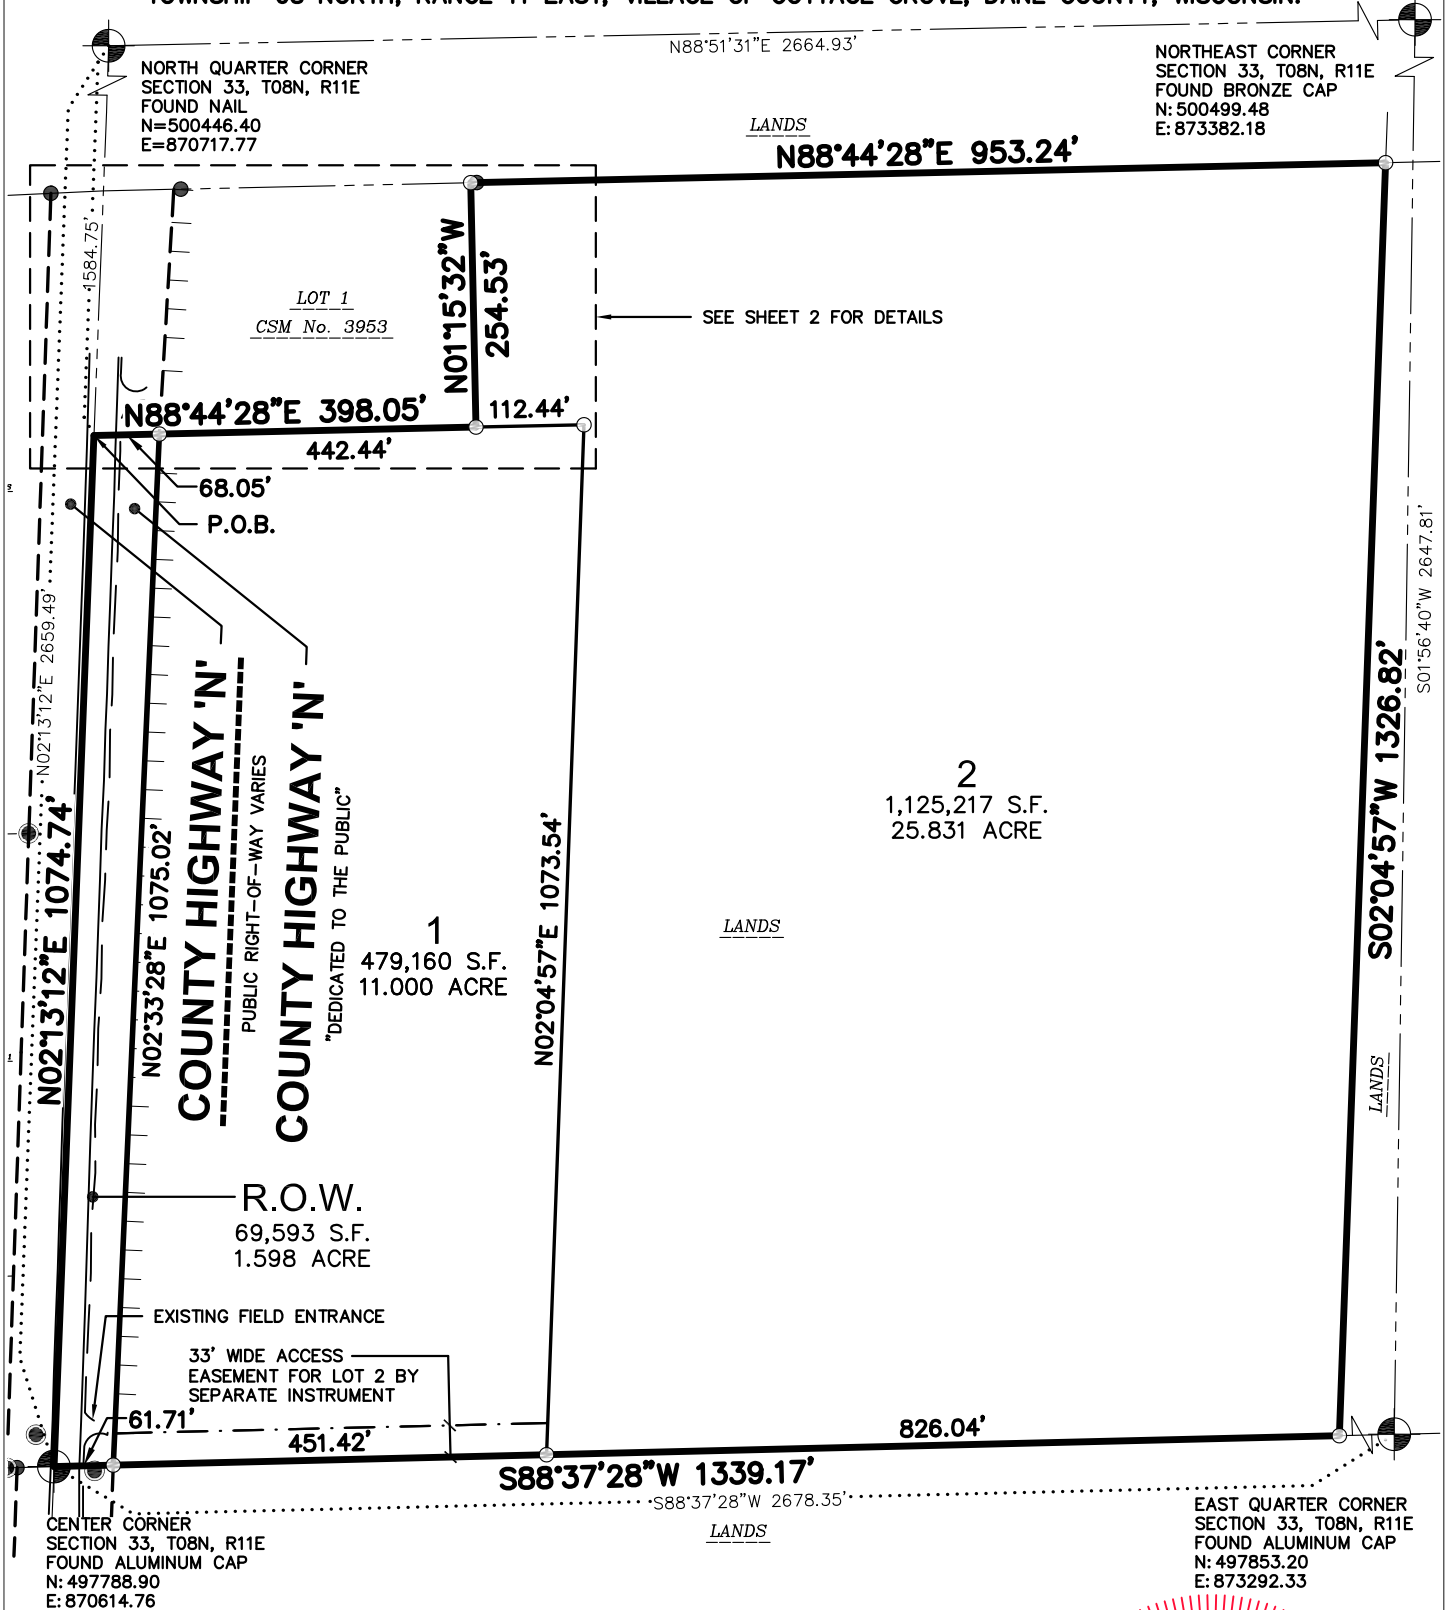 N88°51'31"E 2664.93'
NORTH QUARTER CORNER
SECTION 33, T08N, R11E
FOUND NAIL
N=500446.40
E=870717.77
NORTHEAST CORNER
SECTION 33, T08N, R11E
FOUND BRONZE CAP
N: 500499.48
E: 873382.18
LANDS
N88°44'28"E 953.24'
1584.75'
N01°15'32"W
254.53'
LOT 1
CSM No. 3953
SEE SHEET 2 FOR DETAILS
N88°44'28"E 398.05'
112.44'
442.44'
68.05'
P.O.B.
N02°13'12"E 2659.49'
S01°56'40"W 2647.81'
N02°13'12"E 1074.74'
N02°33'28"E 1075.02'
COUNTY HIGHWAY 'N'
PUBLIC RIGHT-OF-WAY VARIES
COUNTY HIGHWAY 'N'
"DEDICATED TO THE PUBLIC"
1
479,160 S.F.
11.000 ACRE
N02°04'57"E 1073.54'
2
1,125,217 S.F.
25.831 ACRE
LANDS
S02°04'57"W 1326.82'
LANDS
R.O.W.
69,593 S.F.
1.598 ACRE
EXISTING FIELD ENTRANCE
33' WIDE ACCESS
EASEMENT FOR LOT 2 BY
SEPARATE INSTRUMENT
61.71'
451.42'
826.04'
S88°37'28"W 1339.17'
S88°37'28"W 2678.35'
LANDS
CENTER CORNER
SECTION 33, T08N, R11E
FOUND ALUMINUM CAP
N: 497788.90
E: 870614.76
EAST QUARTER CORNER
SECTION 33, T08N, R11E
FOUND ALUMINUM CAP
N: 497853.20
E: 873292.33